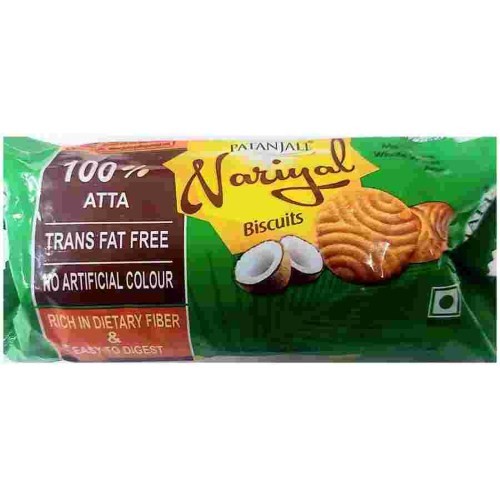 PATANJALI
Nariyal
Biscuits
100% 
ATTA
TRANS FAT FREE
NO ARTIFICIAL COLOUR
RICH IN DIETARY FIBER
&
EASY TO DIGEST